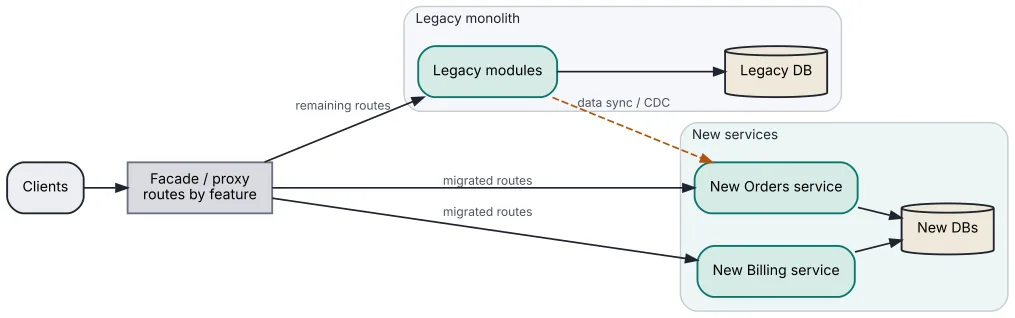 Legacy monolith
Legacy modules
Legacy DB
remaining routes
data sync / CDC
New services
Clients
Facade / proxy
routes by feature
migrated routes
New Orders service
migrated routes
New DBs
New Billing service